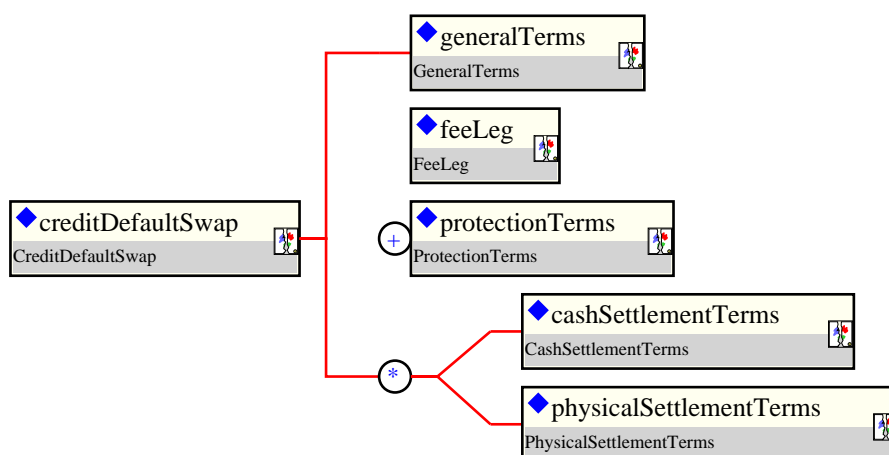 generalTerms
GeneralTerms
feeLeg
FeeLeg
creditDefaultSwap
CreditDefaultSwap
+
protectionTerms
ProtectionTerms
cashSettlementTerms
CashSettlementTerms
*
physicalSettlementTerms
PhysicalSettlementTerms